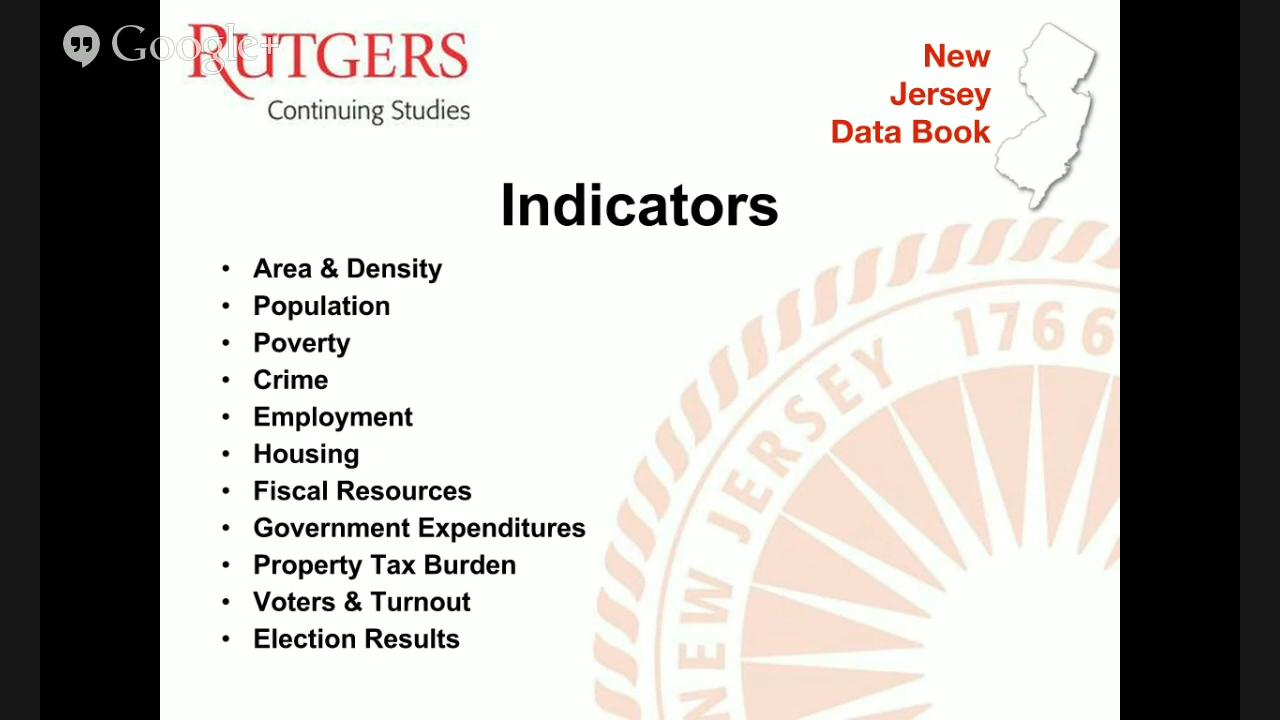 Google+
RUTGERS
Continuing Studies
New
Jersey
Data Book
Indicators
• Area & Density
• Population
• Poverty
• Crime
• Employment
• Housing
• Fiscal Resources
• Government Expenditures
• Property Tax Burden
• Voters & Turnout
• Election Results
NEW JERSEY 1766